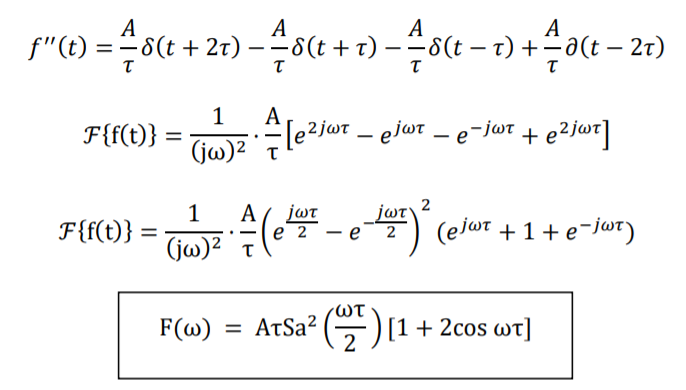 f''(t) = A/τ δ(t + 2τ) − A/τ δ(t + τ) − A/τ δ(t − τ) + A/τ ∂(t − 2τ)
ℱ{f(t)} = 1/(jω)² · A/τ [e^{2jωτ} − e^{jωτ} − e^{−jωτ} + e^{2jωτ}]
ℱ{f(t)} = 1/(jω)² · A/τ (e^{jωτ/2} − e^{−jωτ/2})² (e^{jωτ} + 1 + e^{−jωτ})
F(ω) = AτSa² (ωτ/2) [1 + 2cos ωτ]